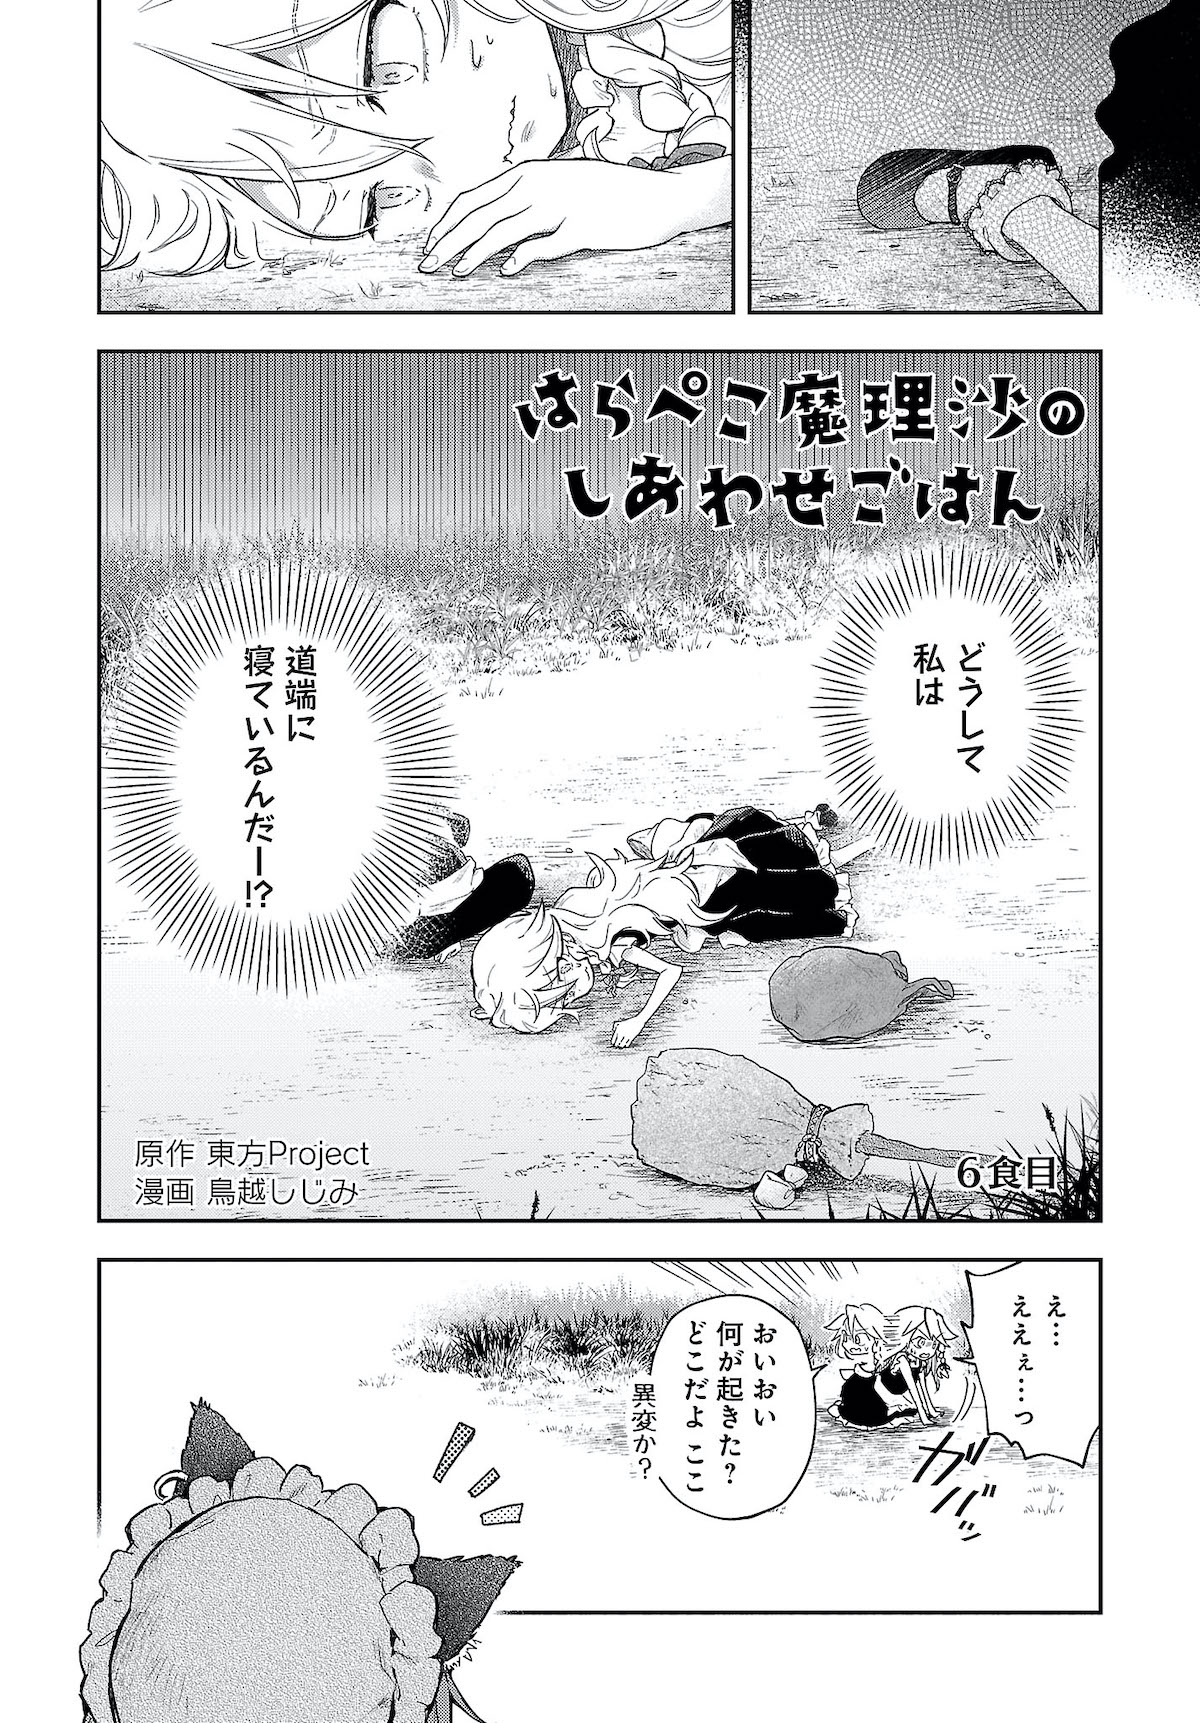 はらぺこ魔理沙の
しあわせごはん
どうして
私は
道端に
寝ているんだー!?
原作 東方Project
漫画 鳥越しじみ
6食目
え…
えぇぇ…っ
ガバッ
おいおい
何が起きた?
どこだよ ここ
異変か?